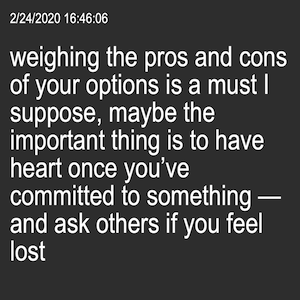 2/24/2020 16:46:06
weighing the pros and cons
of your options is a must I
suppose, maybe the
important thing is to have
heart once you’ve
committed to something —
and ask others if you feel
lost